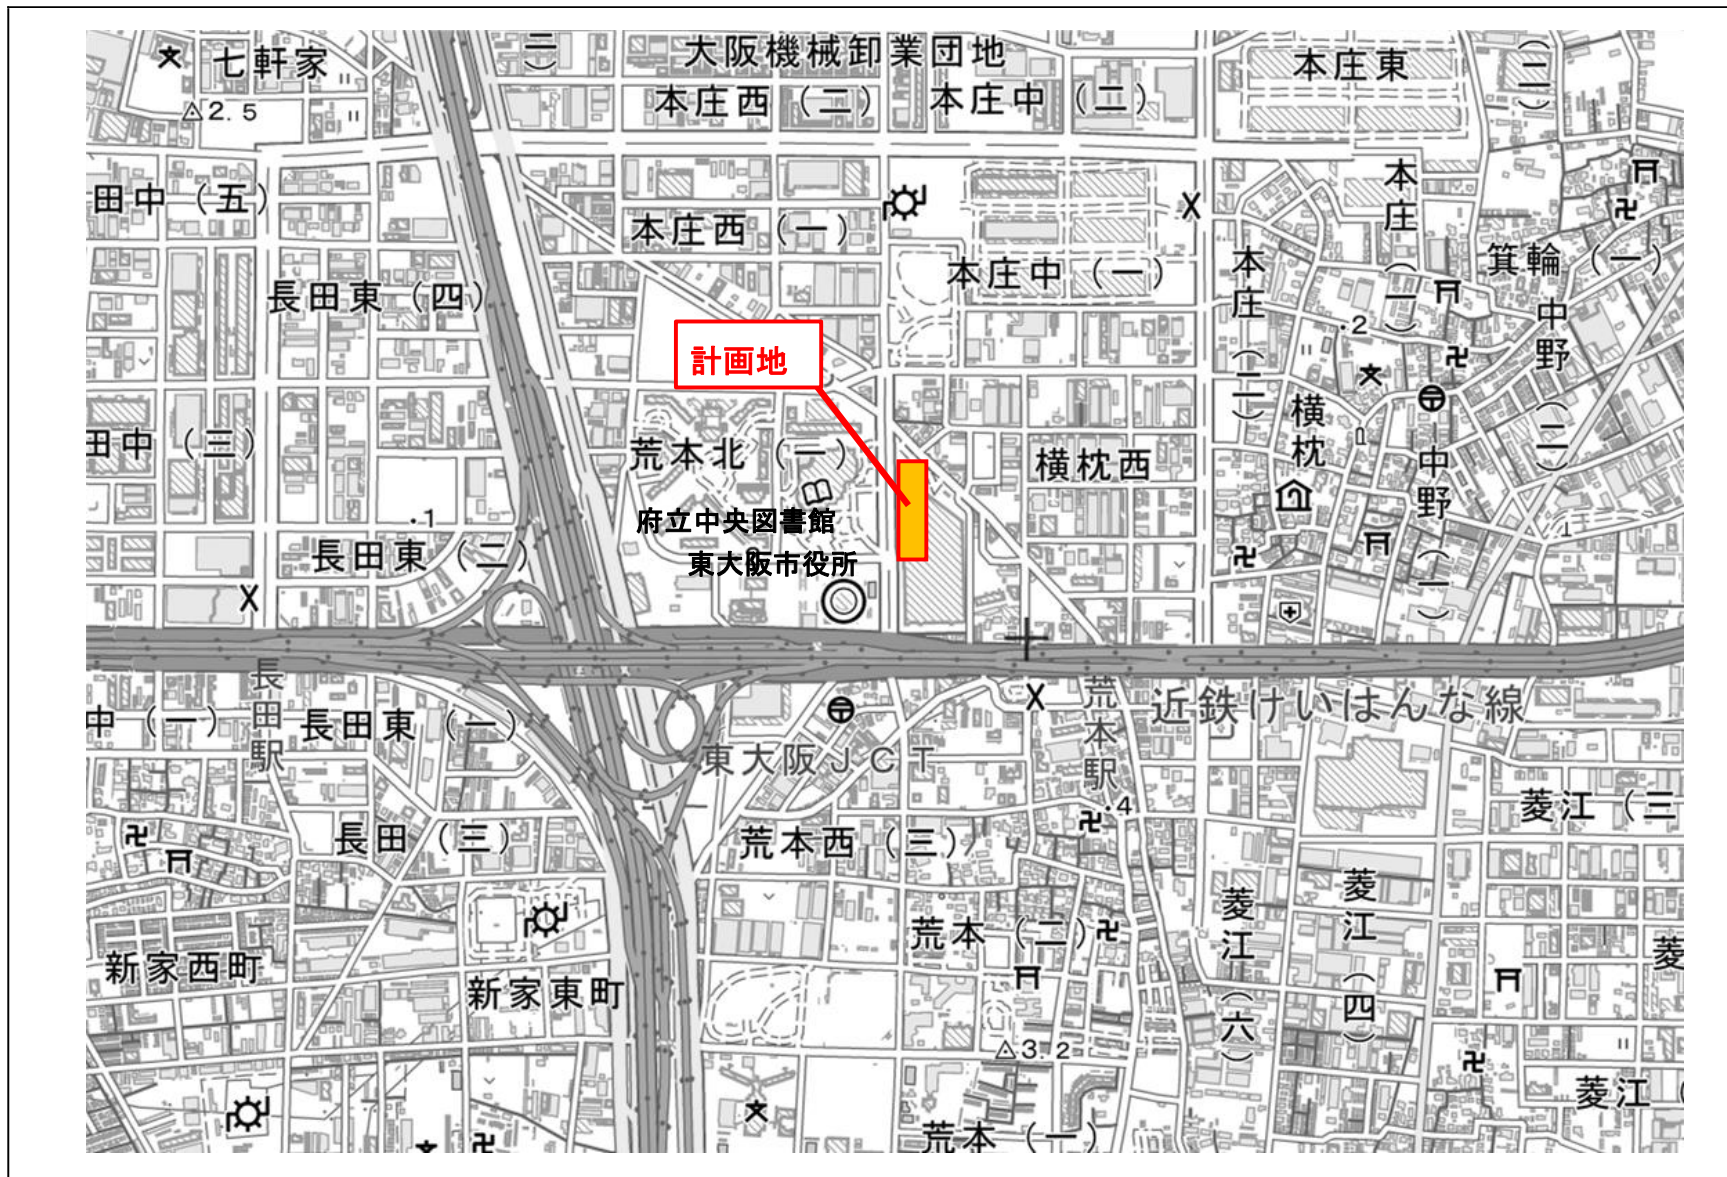 七軒家
(二)
大阪機械卸業団地
本庄東
(二)
△2.5
本庄西(二)
本庄中(二)
田中(五)
本庄西(一)
本庄(一)
本庄中(一)
本庄(二)
箕輪(一)
長田東(四)
中野(二)
・2
計画地
田中(三)
荒本北(一)
横枕西
横枕
中野(一)
・1
府立中央図書館
長田東(二)
東大阪市役所
長田駅
中(一)
長田東(一)
荒本駅
近鉄けいはんな線
東大阪JCT
・4
菱江(三
長田(三)
荒本西(三)
菱江(六)
菱江(四)
荒本(二)
菱
新家西町
新家東町
△3.2
菱江(
荒本(一)